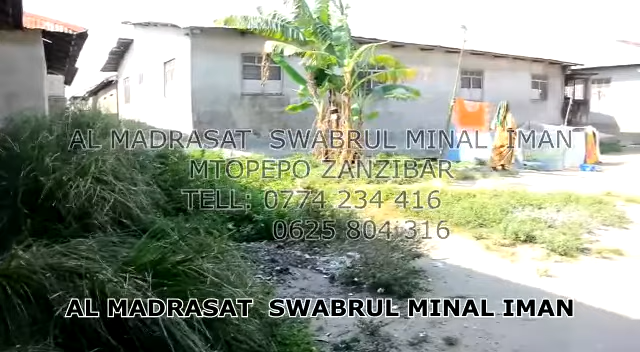 AL MADRASAT SWABRUL MINAL IMAN
MTOPEPO ZANZIBAR
TELL: 0774 234 416
0625 804 316
AL MADRASAT SWABRUL MINAL IMAN